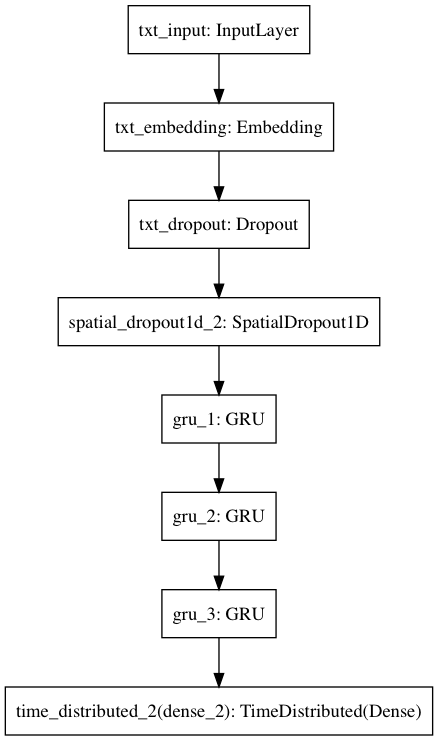 txt_input: InputLayer
txt_embedding: Embedding
txt_dropout: Dropout
spatial_dropout1d_2: SpatialDropout1D
gru_1: GRU
gru_2: GRU
gru_3: GRU
time_distributed_2(dense_2): TimeDistributed(Dense)